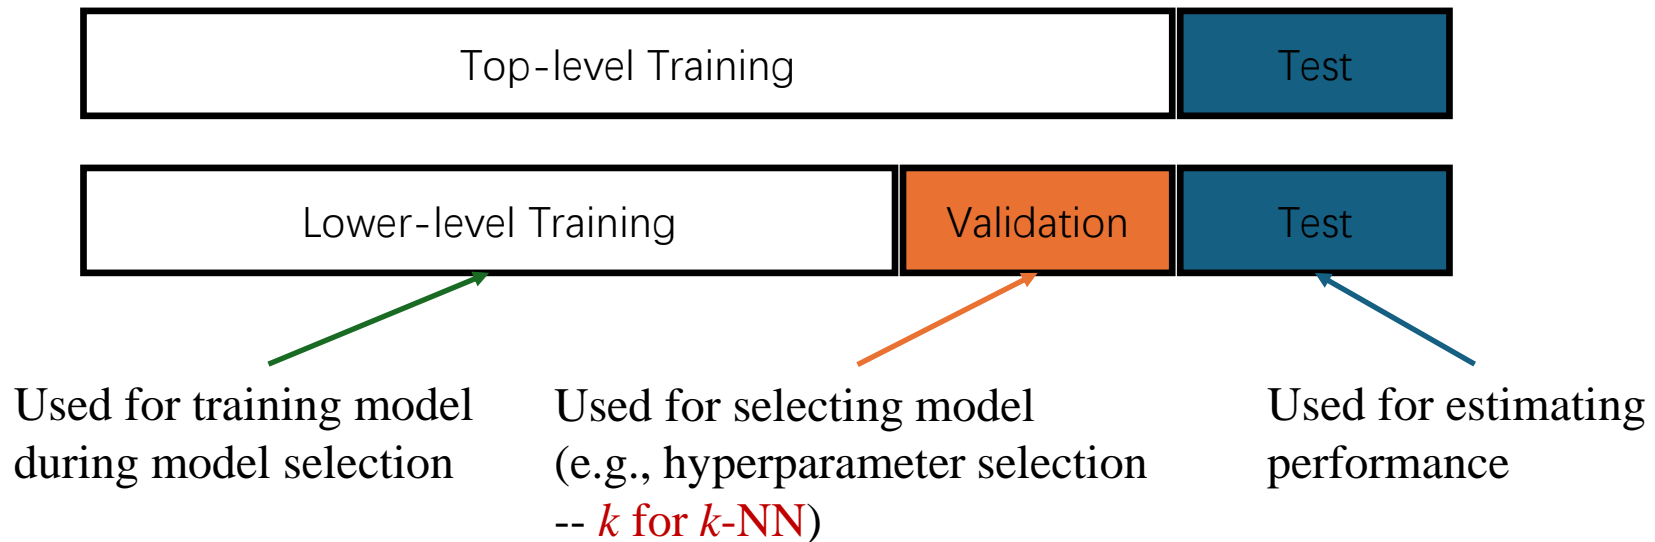 Top-level Training
Test
Lower-level Training
Validation
Test
Used for training model
during model selection
Used for selecting model
(e.g., hyperparameter selection
-- k for k-NN)
Used for estimating
performance